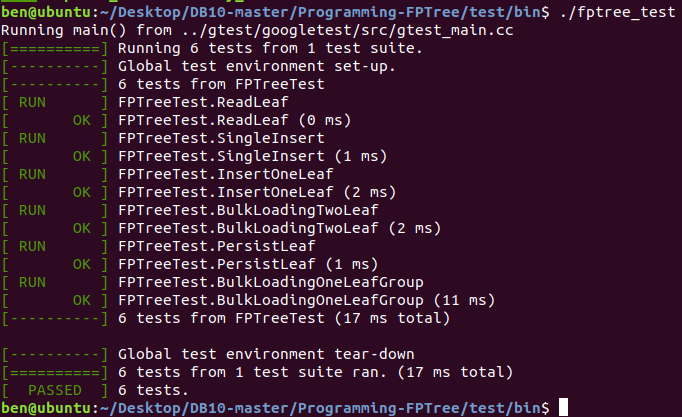 ben@ubuntu:~/Desktop/DB10-master/Programming-FPTree/test/bin$ ./fptree_test
Running main() from ../gtest/googletest/src/gtest_main.cc
[==========] Running 6 tests from 1 test suite.
[----------] Global test environment set-up.
[----------] 6 tests from FPTreeTest
[ RUN      ] FPTreeTest.ReadLeaf
[       OK ] FPTreeTest.ReadLeaf (0 ms)
[ RUN      ] FPTreeTest.SingleInsert
[       OK ] FPTreeTest.SingleInsert (1 ms)
[ RUN      ] FPTreeTest.InsertOneLeaf
[       OK ] FPTreeTest.InsertOneLeaf (2 ms)
[ RUN      ] FPTreeTest.BulkLoadingTwoLeaf
[       OK ] FPTreeTest.BulkLoadingTwoLeaf (2 ms)
[ RUN      ] FPTreeTest.PersistLeaf
[       OK ] FPTreeTest.PersistLeaf (1 ms)
[ RUN      ] FPTreeTest.BulkLoadingOneLeafGroup
[       OK ] FPTreeTest.BulkLoadingOneLeafGroup (11 ms)
[----------] 6 tests from FPTreeTest (17 ms total)

[----------] Global test environment tear-down
[==========] 6 tests from 1 test suite ran. (17 ms total)
[  PASSED  ] 6 tests.
ben@ubuntu:~/Desktop/DB10-master/Programming-FPTree/test/bin$